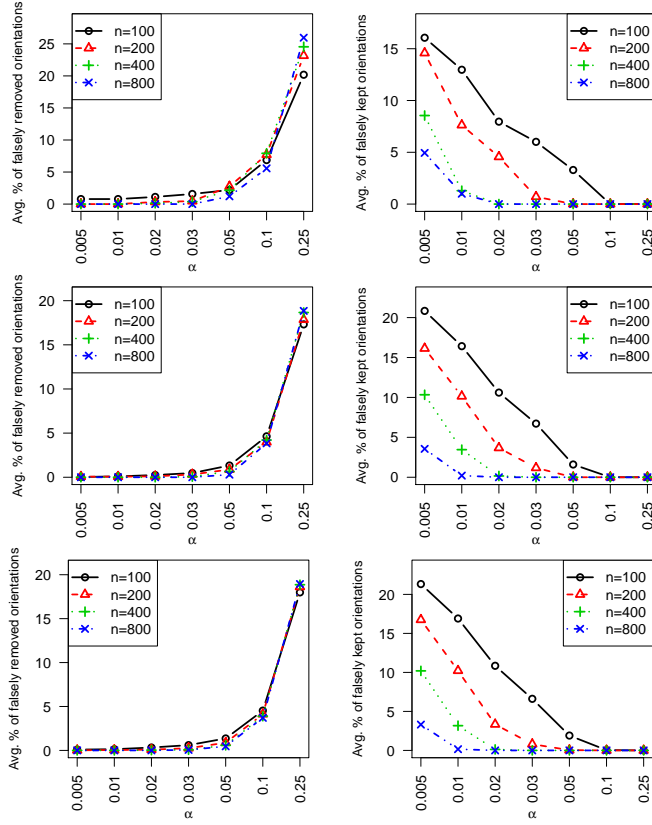 Avg. % of falsely removed orientations
25
20
15
10
5
0
n=100
n=200
n=400
n=800
0.005
0.01
0.02
0.03
0.05
0.1
0.25
α
Avg. % of falsely kept orientations
15
10
5
0
n=100
n=200
n=400
n=800
0.005
0.01
0.02
0.03
0.05
0.1
0.25
α
Avg. % of falsely removed orientations
20
15
10
5
0
n=100
n=200
n=400
n=800
0.005
0.01
0.02
0.03
0.05
0.1
0.25
α
Avg. % of falsely kept orientations
20
15
10
5
0
n=100
n=200
n=400
n=800
0.005
0.01
0.02
0.03
0.05
0.1
0.25
α
Avg. % of falsely removed orientations
20
15
10
5
0
n=100
n=200
n=400
n=800
0.005
0.01
0.02
0.03
0.05
0.1
0.25
α
Avg. % of falsely kept orientations
20
15
10
5
0
n=100
n=200
n=400
n=800
0.005
0.01
0.02
0.03
0.05
0.1
0.25
α